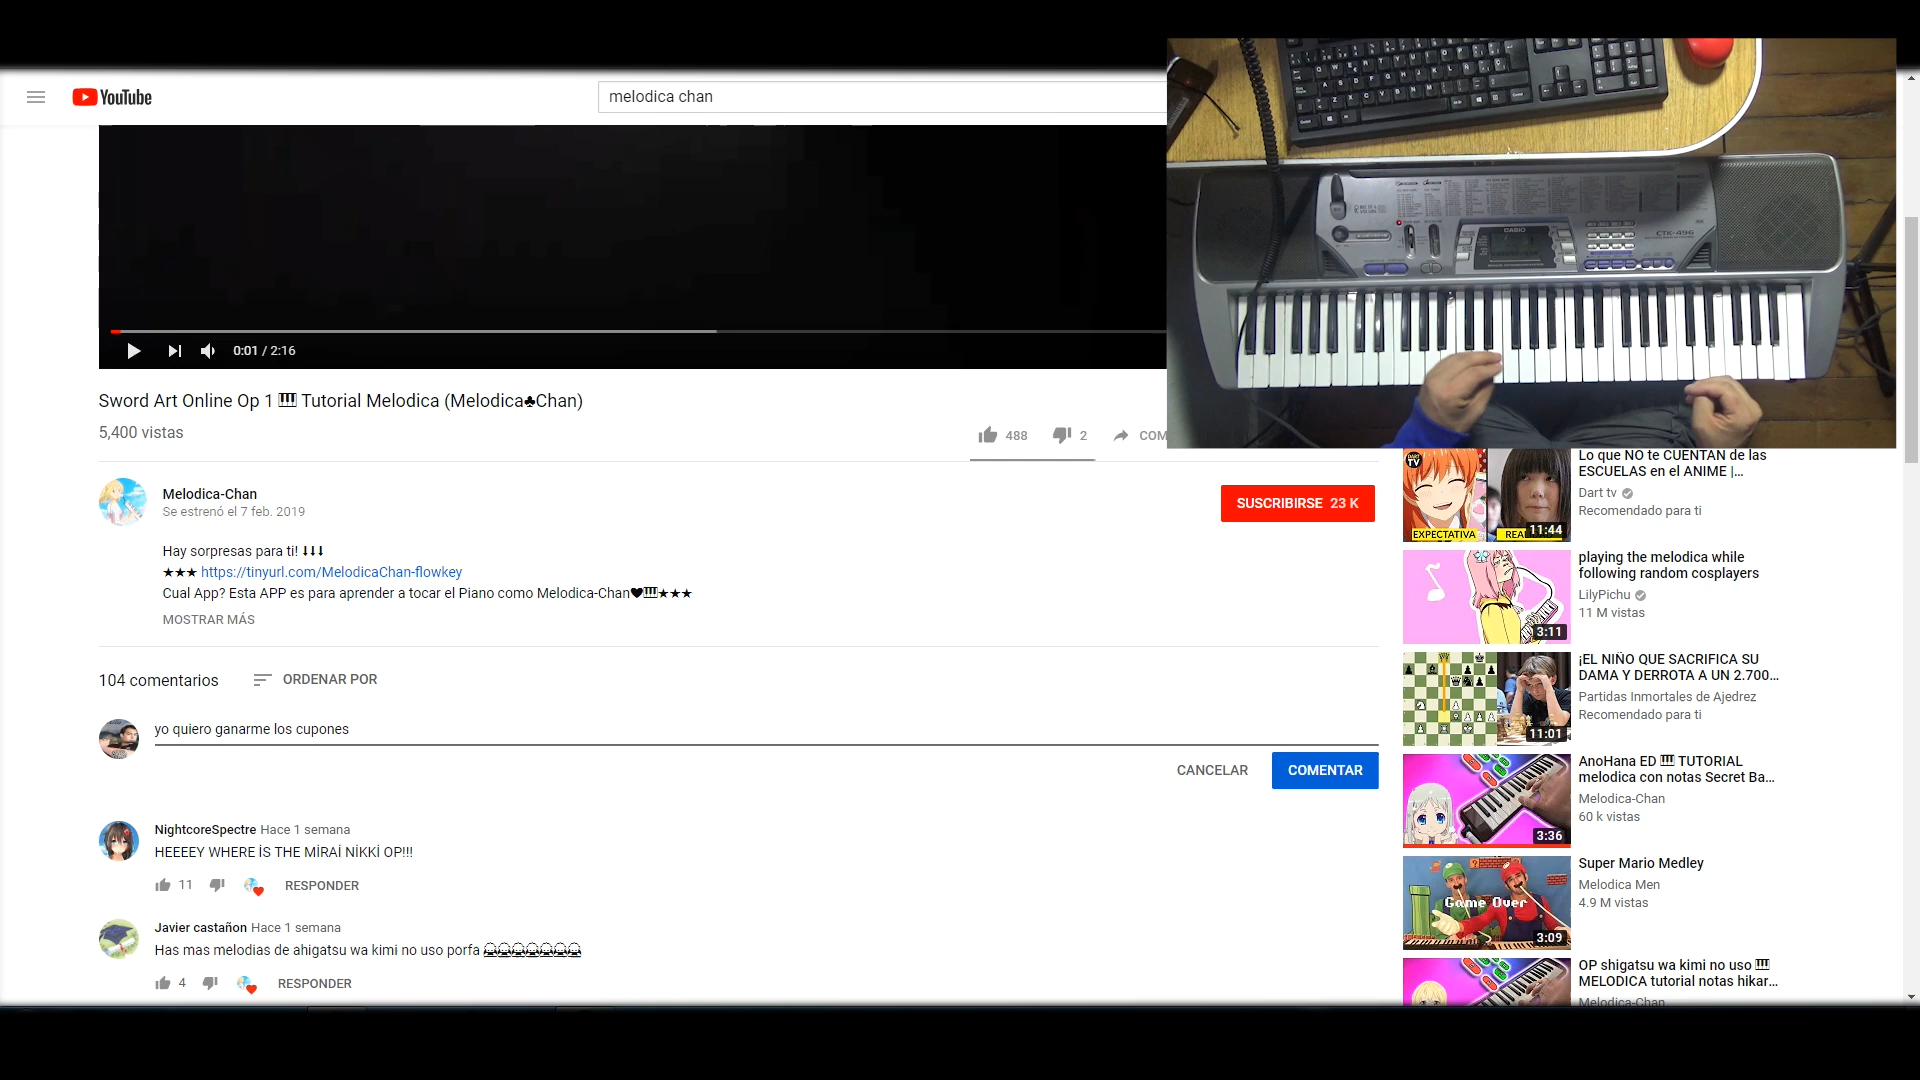 YouTube
melodica chan
0:01 / 2:16
Sword Art Online Op 1 🎹 Tutorial Melodica (Melodica♣Chan)
5,400 vistas
488
2
COM
Melodica-Chan
Se estrenó el 7 feb. 2019
SUSCRIBIRSE 23 K
Hay sorpresas para ti! ⬇⬇⬇
★★★ https://tinyurl.com/MelodicaChan-flowkey
Cual App? Esta APP es para aprender a tocar el Piano como Melodica-Chan♥🎹★★★
MOSTRAR MÁS
104 comentarios
ORDENAR POR
yo quiero ganarme los cupones
CANCELAR
COMENTAR
NightcoreSpectre Hace 1 semana
HEEEEY WHERE İS THE MİRAİ NİKKİ OP!!!
11
RESPONDER
Javier castañon Hace 1 semana
Has mas melodias de ahigatsu wa kimi no uso porfa
4
RESPONDER
CASIO
CTK-496
DART TV
EXPECTATIVA
11:44
Lo que NO te CUENTAN de las
ESCUELAS en el ANIME |...
Dart tv
Recomendado para ti
3:11
playing the melodica while
following random cosplayers
LilyPichu
11 M vistas
11:01
¡EL NIÑO QUE SACRIFICA SU
DAMA Y DERROTA A UN 2.700...
Partidas Inmortales de Ajedrez
Recomendado para ti
3:36
AnoHana ED 🎹 TUTORIAL
melodica con notas Secret Ba...
Melodica-Chan
60 k vistas
Game Over
3:09
Super Mario Medley
Melodica Men
4.9 M vistas
OP shigatsu wa kimi no uso 🎹
MELODICA tutorial notas hikar...
Melodica-Chan